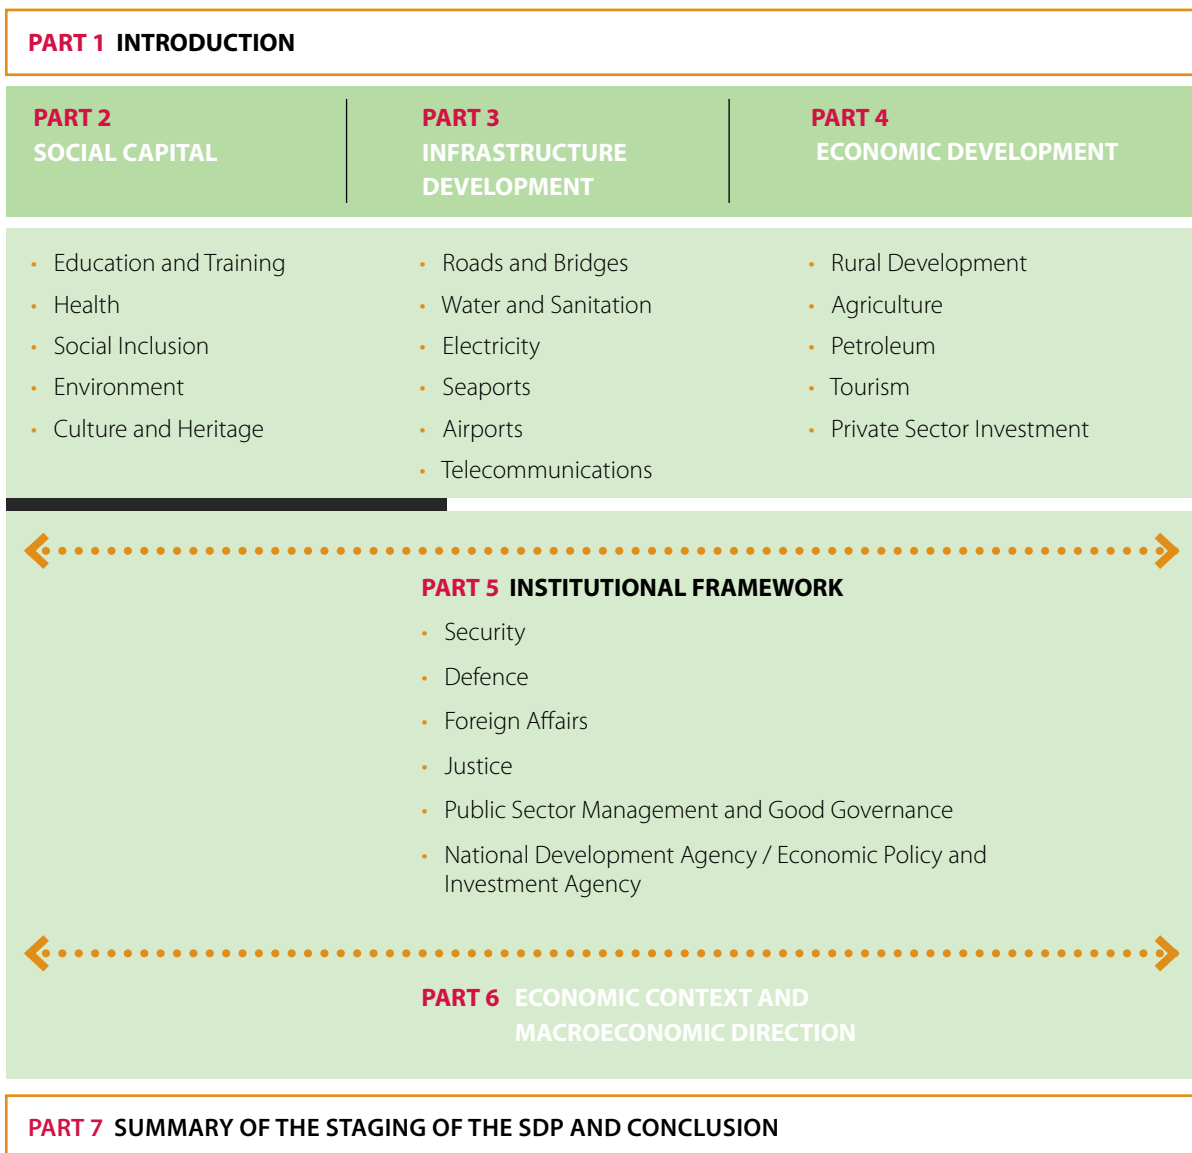 PART 1 INTRODUCTION
PART 2
SOCIAL CAPITAL
PART 3
INFRASTRUCTURE
DEVELOPMENT
PART 4
ECONOMIC DEVELOPMENT
• Education and Training
• Health
• Social Inclusion
• Environment
• Culture and Heritage
• Roads and Bridges
• Water and Sanitation
• Electricity
• Seaports
• Airports
• Telecommunications
• Rural Development
• Agriculture
• Petroleum
• Tourism
• Private Sector Investment
PART 5 INSTITUTIONAL FRAMEWORK
• Security
• Defence
• Foreign Affairs
• Justice
• Public Sector Management and Good Governance
• National Development Agency / Economic Policy and
Investment Agency
PART 6 ECONOMIC CONTEXT AND
MACROECONOMIC DIRECTION
PART 7 SUMMARY OF THE STAGING OF THE SDP AND CONCLUSION